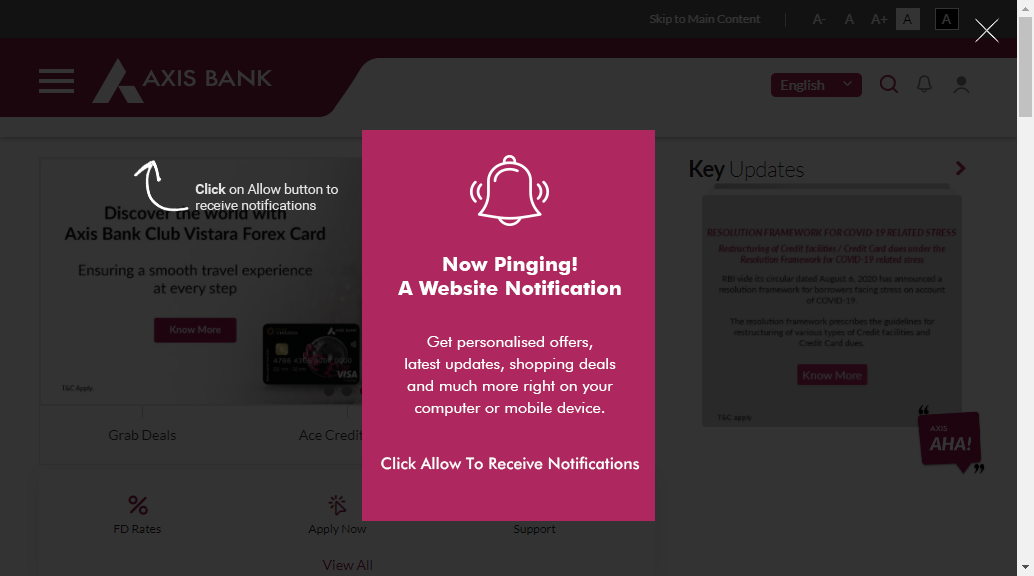 Skip to Main Content
A-
A
A+
A
A
AXIS BANK
English
Click on Allow button to
receive notifications
Discover the world with
Axis Bank Club Vistara Forex Card
Ensuring a smooth travel experience
at every step
Know More
VISA
T&C Apply.
Grab Deals
Ace Credit
FD Rates
Apply Now
Support
View All
Now Pinging!
A Website Notification
Get personalised offers,
latest updates, shopping deals
and much more right on your
computer or mobile device.
Click Allow To Receive Notifications
Key Updates
RESOLUTION FRAMEWORK FOR COVID-19 RELATED STRESS
Restructuring of Credit facilities / Credit Card dues under the
Resolution Framework for COVID-19 related stress
RBI vide its circular dated August 6, 2020 has announced a
resolution framework for borrowers facing stress on account
of COVID-19.
The resolution framework prescribes the guidelines for
restructuring of various types of Credit facilities and
Credit Card dues.
Know More
T&C apply
AXIS
AHA!